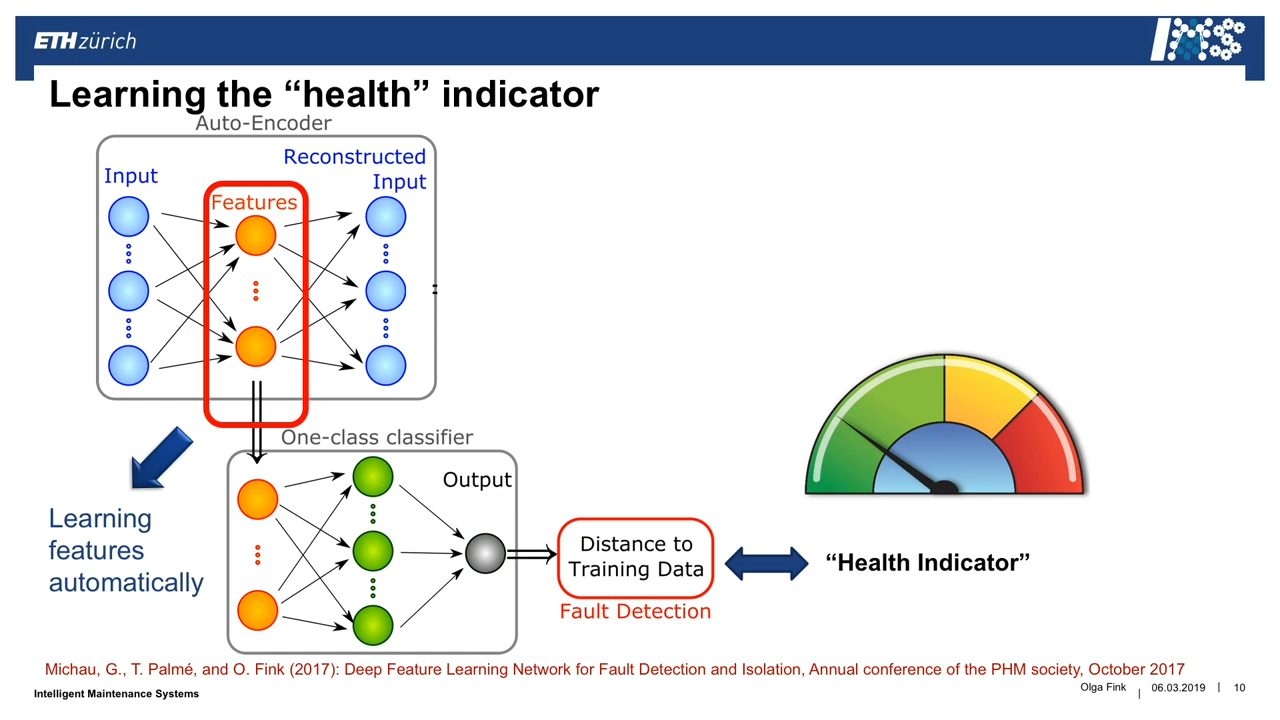 ETH zürich
IMS
Learning the “health” indicator
Auto-Encoder
Input
Features
Reconstructed
Input
One-class classifier
Output
Learning
features
automatically
Distance to
Training Data
Fault Detection
“Health Indicator”
Michau, G., T. Palmé, and O. Fink (2017): Deep Feature Learning Network for Fault Detection and Isolation, Annual conference of the PHM society, October 2017
Intelligent Maintenance Systems
Olga Fink | 06.03.2019 | 10